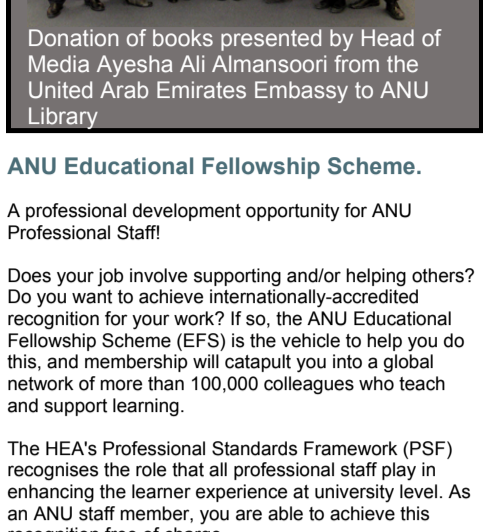 Donation of books presented by Head of
Media Ayesha Ali Almansoori from the
United Arab Emirates Embassy to ANU
Library
ANU Educational Fellowship Scheme.
A professional development opportunity for ANU
Professional Staff!
Does your job involve supporting and/or helping others?
Do you want to achieve internationally-accredited
recognition for your work? If so, the ANU Educational
Fellowship Scheme (EFS) is the vehicle to help you do
this, and membership will catapult you into a global
network of more than 100,000 colleagues who teach
and support learning.
The HEA's Professional Standards Framework (PSF)
recognises the role that all professional staff play in
enhancing the learner experience at university level. As
an ANU staff member, you are able to achieve this
recognition free of charge